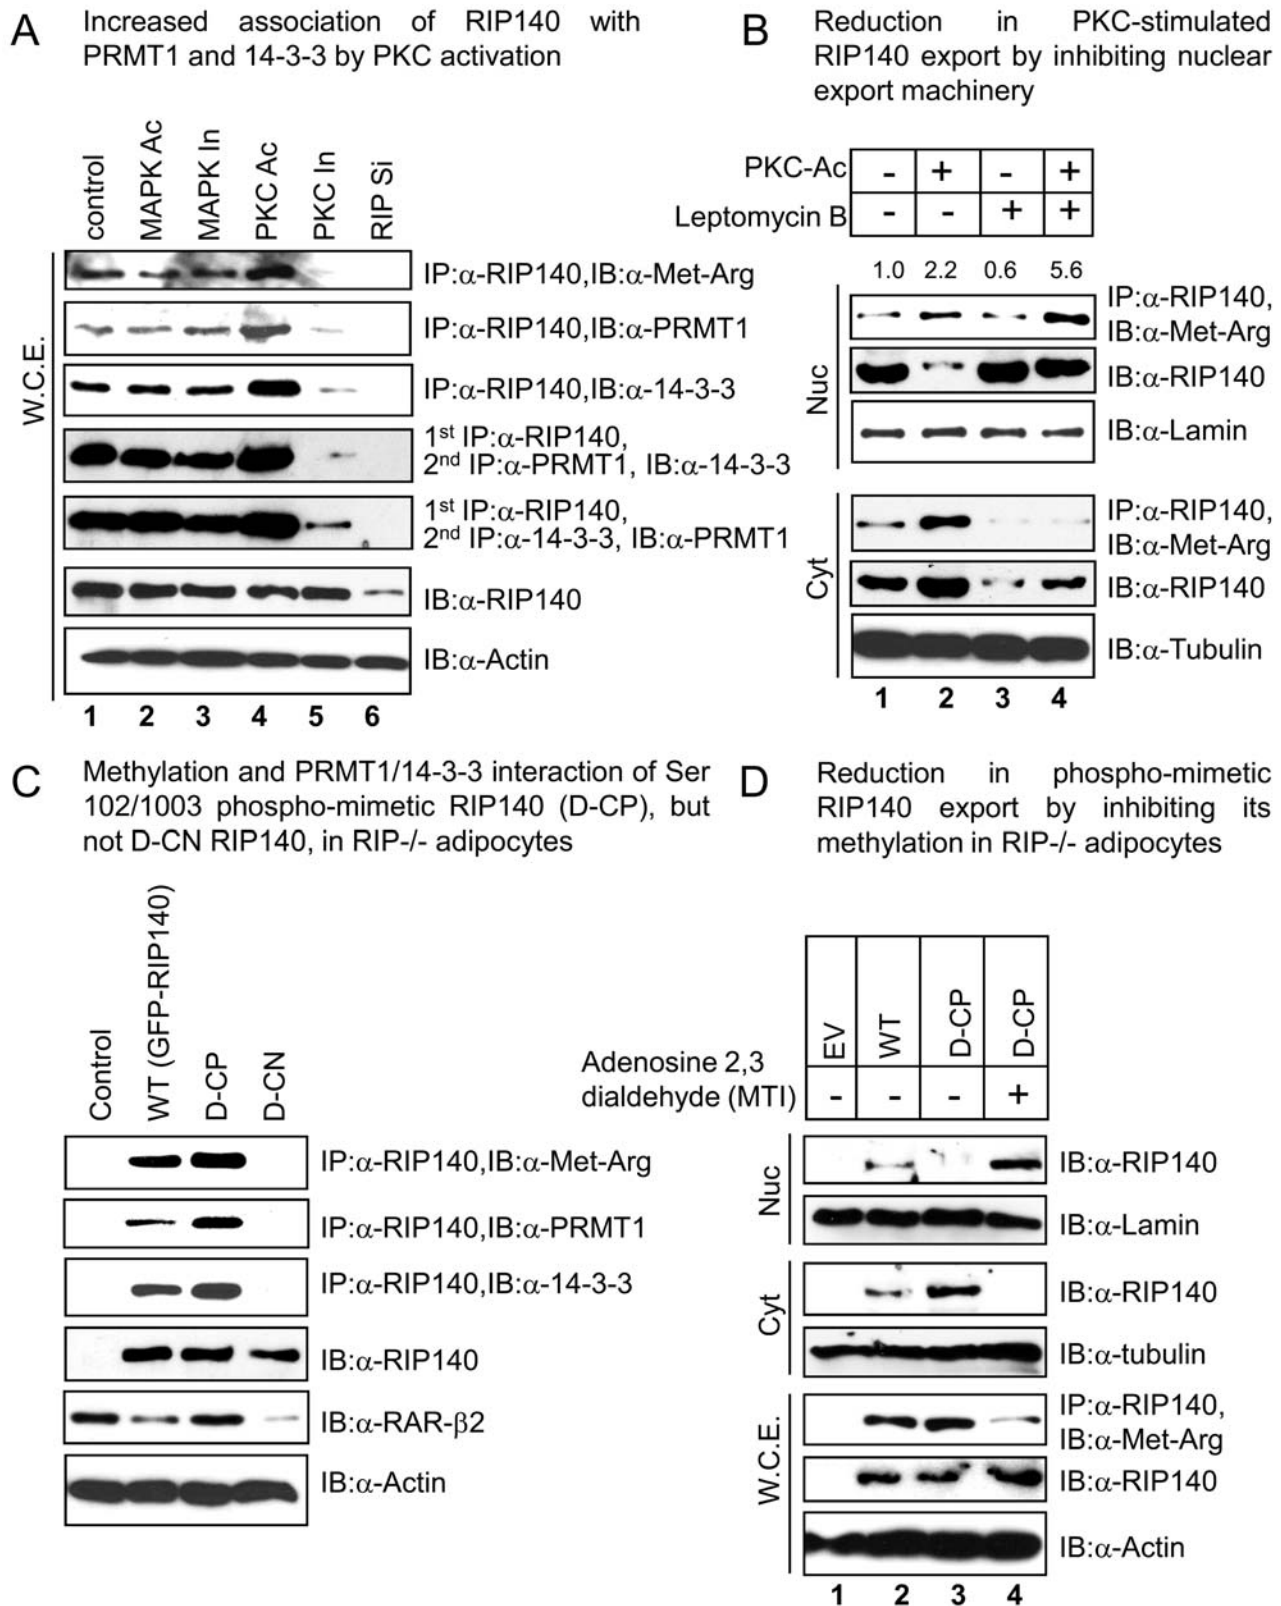 A
Increased association of RIP140 with
PRMT1 and 14-3-3 by PKC activation
control
MAPK Ac
MAPK In
PKC Ac
PKC In
RIP Si
W.C.E.
IP:α-RIP140,IB:α-Met-Arg
IP:α-RIP140,IB:α-PRMT1
IP:α-RIP140,IB:α-14-3-3
1st IP:α-RIP140,
2nd IP:α-PRMT1, IB:α-14-3-3
1st IP:α-RIP140,
2nd IP:α-14-3-3, IB:α-PRMT1
IB:α-RIP140
IB:α-Actin
1 2 3 4 5 6
B
Reduction in PKC-stimulated
RIP140 export by inhibiting nuclear
export machinery
PKC-Ac - + - +
Leptomycin B - - + +
1.0 2.2 0.6 5.6
Nuc
IP:α-RIP140,
IB:α-Met-Arg
IB:α-RIP140
IB:α-Lamin
Cyt
IP:α-RIP140,
IB:α-Met-Arg
IB:α-RIP140
IB:α-Tubulin
1 2 3 4
C
Methylation and PRMT1/14-3-3 interaction of Ser
102/1003 phospho-mimetic RIP140 (D-CP), but
not D-CN RIP140, in RIP-/- adipocytes
Control
WT (GFP-RIP140)
D-CP
D-CN
IP:α-RIP140,IB:α-Met-Arg
IP:α-RIP140,IB:α-PRMT1
IP:α-RIP140,IB:α-14-3-3
IB:α-RIP140
IB:α-RAR-β2
IB:α-Actin
D
Reduction in phospho-mimetic
RIP140 export by inhibiting its
methylation in RIP-/- adipocytes
EV
WT
D-CP
D-CP
Adenosine 2,3
dialdehyde (MTI) - - - +
Nuc
IB:α-RIP140
IB:α-Lamin
Cyt
IB:α-RIP140
IB:α-tubulin
W.C.E.
IP:α-RIP140,
IB:α-Met-Arg
IB:α-RIP140
IB:α-Actin
1 2 3 4